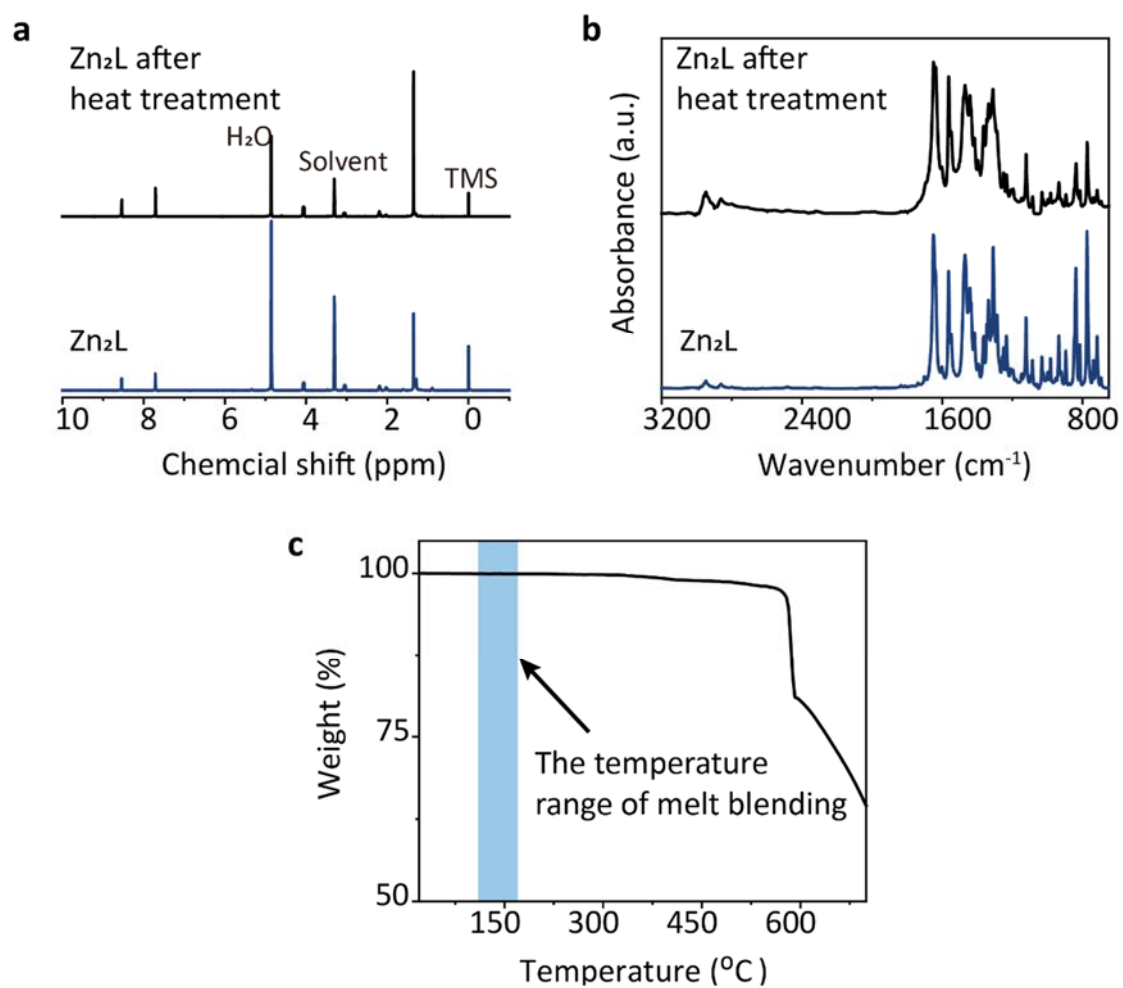 a
Zn₂L after
heat treatment
H₂O
Solvent
TMS
Zn₂L
10 8 6 4 2 0
Chemcial shift (ppm)
b
Zn₂L after
heat treatment
Absorbance (a.u.)
Zn₂L
3200 2400 1600 800
Wavenumber (cm⁻¹)
c
100
75
50
Weight (%)
The temperature
range of melt blending
150 300 450 600
Temperature (⁰C)